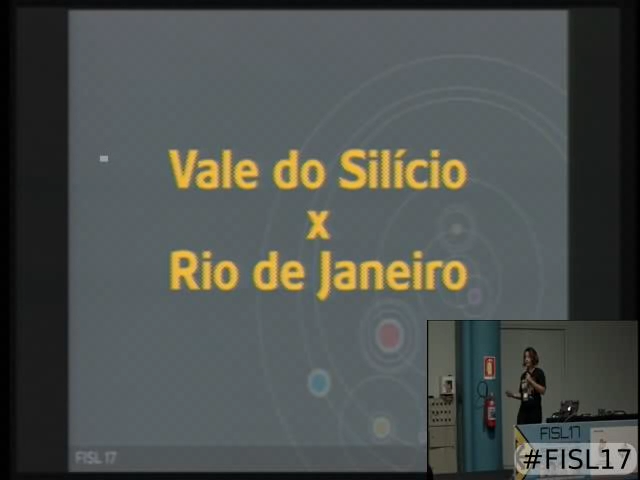 Vale do Silício
x
Rio de Janeiro
FISL 17
FISL17
#FISL17